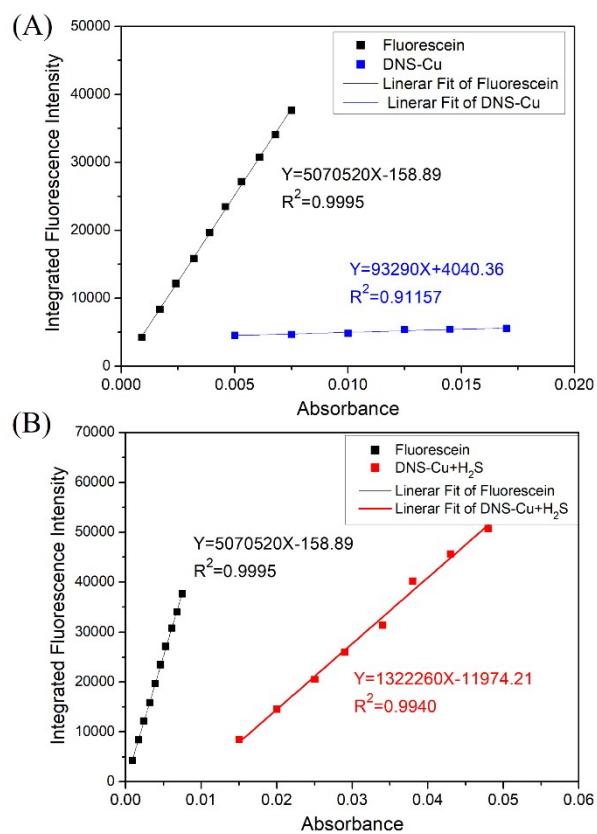 (A)
50000
40000
30000
20000
10000
0
Integrated Fluorescence Intensity
Fluorescein
DNS-Cu
Linerar Fit of Fluorescein
Linerar Fit of DNS-Cu
Y=5070520X-158.89
R²=0.9995
Y=93290X+4040.36
R²=0.91157
0.000 0.005 0.010 0.015 0.020
Absorbance
(B)
70000
60000
50000
40000
30000
20000
10000
0
Integrated Fluorescence Intensity
Fluorescein
DNS-Cu+H₂S
Linerar Fit of Fluorescein
Linerar Fit of DNS-Cu+H₂S
Y=5070520X-158.89
R²=0.9995
Y=1322260X-11974.21
R²=0.9940
0.00 0.01 0.02 0.03 0.04 0.05 0.06
Absorbance